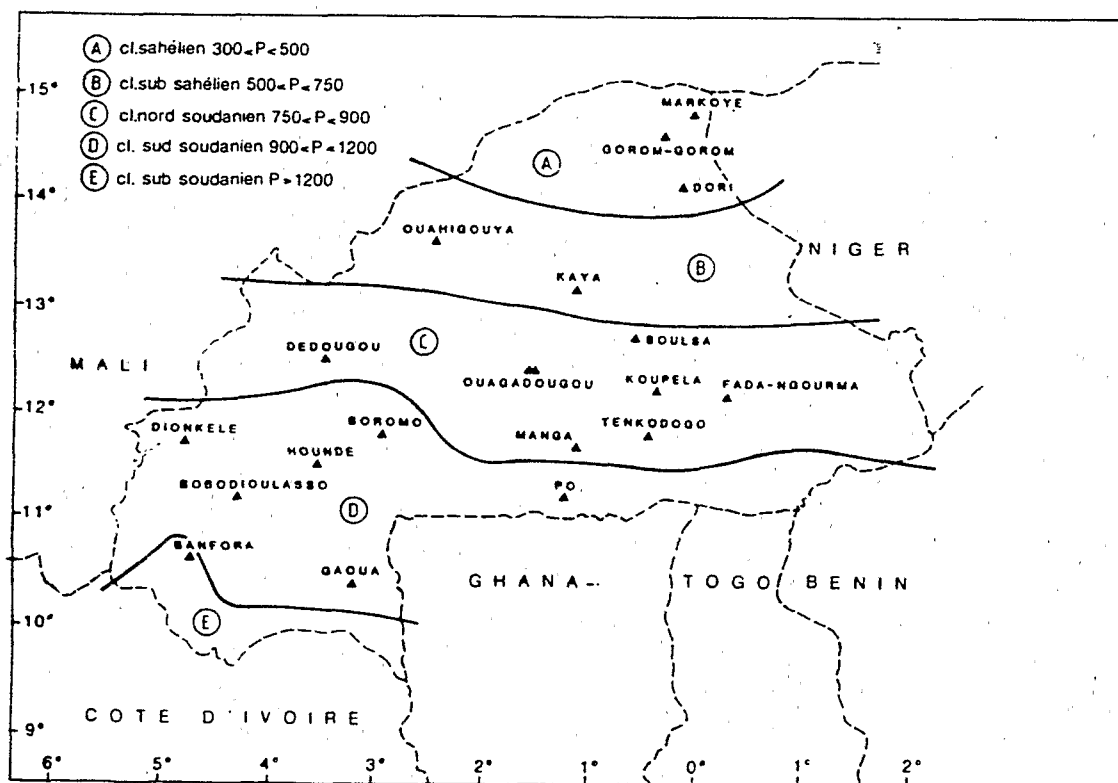 (A) cl.sahélien 300<P<500
(B) cl.sub sahélien 500<P<750
(C) cl.nord soudanien 750<P<900
(D) cl. sud soudanien 900<P<1200
(E) cl. sub soudanien P>1200
15°
MARKOYE
GOROM-GOROM
A
14°
DORI
OUAHIGOUYA
NIGER
B
KAYA
13°
BOULSA
C
DEDOUGOU
MALI
OUAGADOUGOU
KOUPELA
FADA-NGOURMA
12°
DIONKELE
BOROMO
MANGA
TENKODOGO
HOUNDE
BOBODIOULASSO
PO
11°
D
BANFORA
GAOUA
GHANA
TOGO
BENIN
10°
E
COTE D'IVOIRE
9°
6° 5° 4° 3° 2° 1° 0° 1° 2°